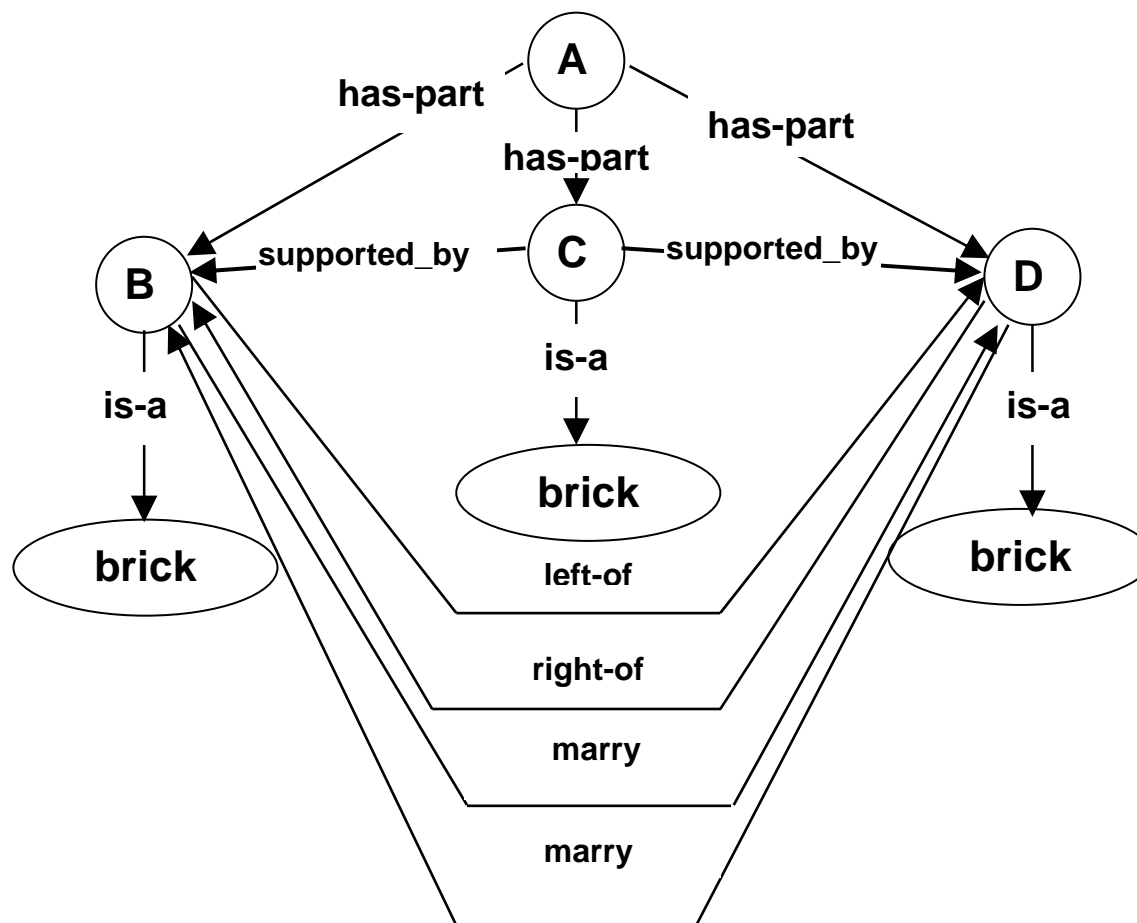 A
has-part
has-part
has-part
supported_by
C
supported_by
B
D
is-a
is-a
is-a
brick
brick
brick
left-of
right-of
marry
marry